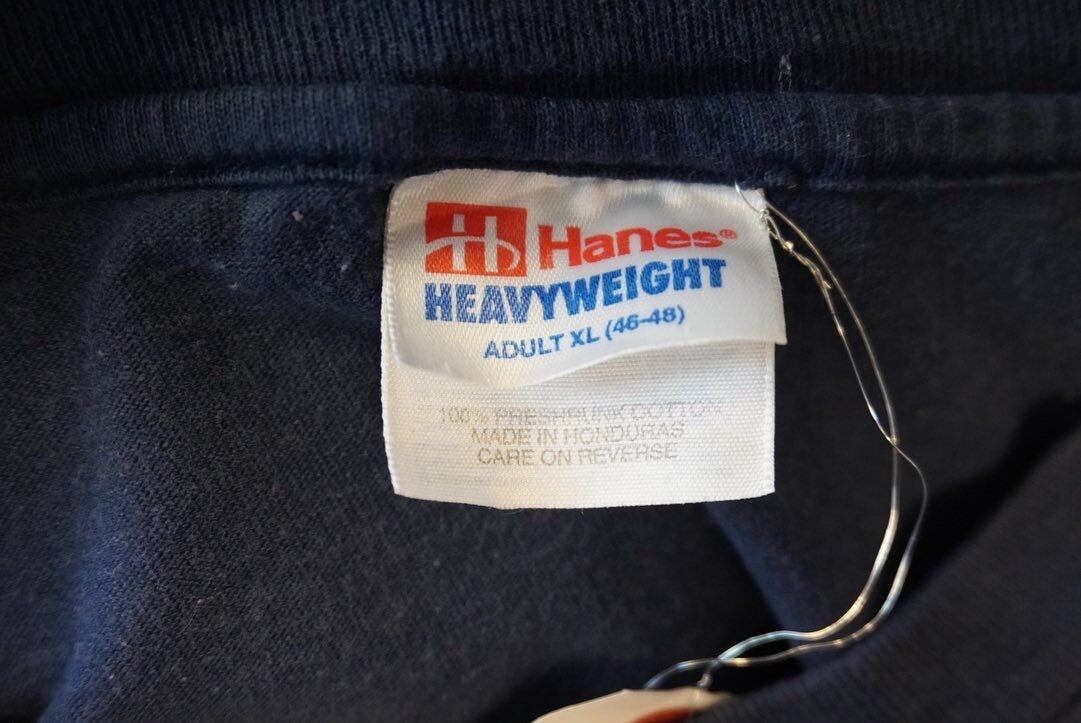 Hanes®
HEAVYWEIGHT
ADULT XL (46-48)
100% PRESHRUNK COTTON
MADE IN HONDURAS
CARE ON REVERSE